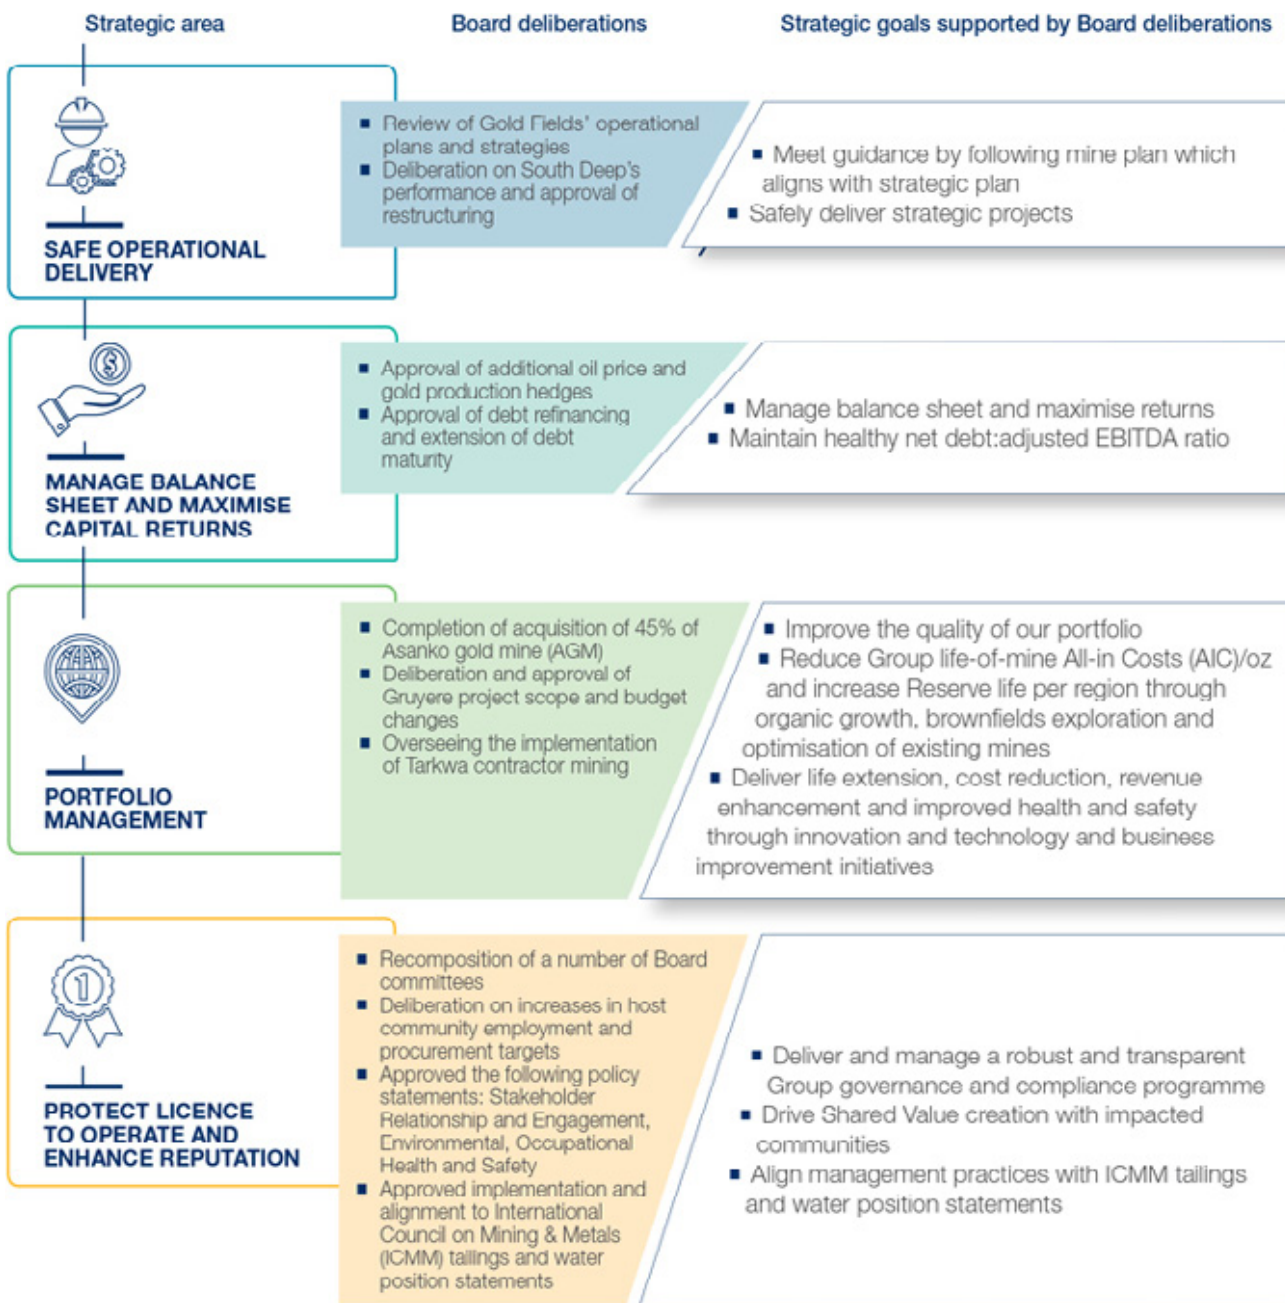 Strategic area
Board deliberations
Strategic goals supported by Board deliberations
SAFE OPERATIONAL
DELIVERY
■ Review of Gold Fields' operational
plans and strategies
■ Deliberation on South Deep's
performance and approval of
restructuring
■ Meet guidance by following mine plan which
aligns with strategic plan
■ Safely deliver strategic projects
$
MANAGE BALANCE
SHEET AND MAXIMISE
CAPITAL RETURNS
■ Approval of additional oil price and
gold production hedges
■ Approval of debt refinancing
and extension of debt
maturity
■ Manage balance sheet and maximise returns
■ Maintain healthy net debt:adjusted EBITDA ratio
PORTFOLIO
MANAGEMENT
■ Completion of acquisition of 45% of
Asanko gold mine (AGM)
■ Deliberation and approval of
Gruyere project scope and budget
changes
■ Overseeing the implementation
of Tarkwa contractor mining
■ Improve the quality of our portfolio
■ Reduce Group life-of-mine All-in Costs (AIC)/oz
and increase Reserve life per region through
organic growth, brownfields exploration and
optimisation of existing mines
■ Deliver life extension, cost reduction, revenue
enhancement and improved health and safety
through innovation and technology and business
improvement initiatives
1
PROTECT LICENCE
TO OPERATE AND
ENHANCE REPUTATION
■ Recomposition of a number of Board
committees
■ Deliberation on increases in host
community employment and
procurement targets
■ Approved the following policy
statements: Stakeholder
Relationship and Engagement,
Environmental, Occupational
Health and Safety
■ Approved implementation and
alignment to International
Council on Mining & Metals
(ICMM) tailings and water
position statements
■ Deliver and manage a robust and transparent
Group governance and compliance programme
■ Drive Shared Value creation with impacted
communities
■ Align management practices with ICMM tailings
and water position statements